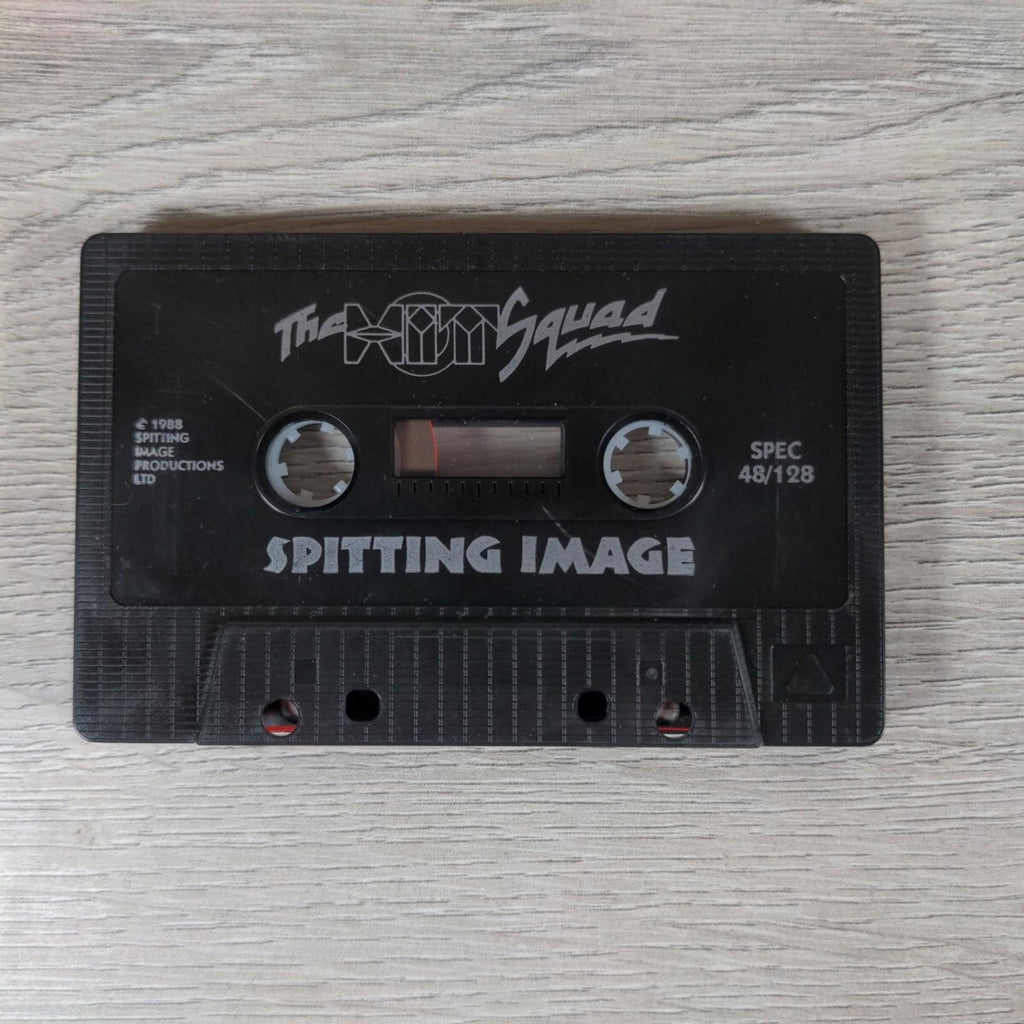 The Hit Squad
© 1988
SPITTING
IMAGE
PRODUCTIONS
LTD
SPEC
48/128
SPITTING IMAGE